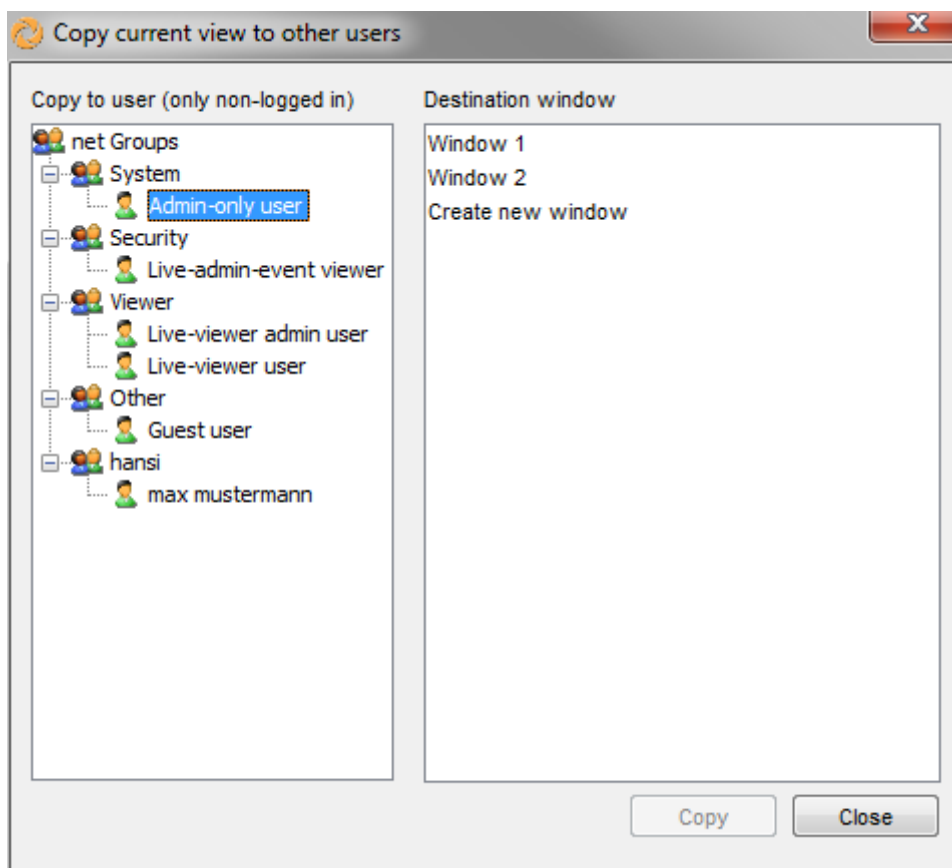 Copy current view to other users
Copy to user (only non-logged in)
net Groups
System
Admin-only user
Security
Live-admin-event viewer
Viewer
Live-viewer admin user
Live-viewer user
Other
Guest user
hansi
max mustermann
Destination window
Window 1
Window 2
Create new window
Copy
Close